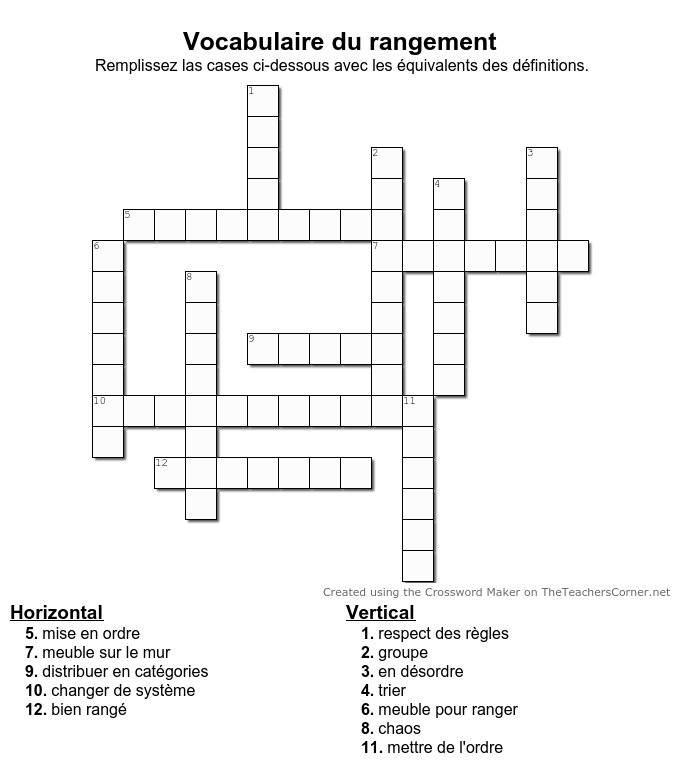 Vocabulaire du rangement
Remplissez las cases ci-dessous avec les équivalents des définitions.
1
2
3
4
5
6
7
8
9
10
11
12
Created using the Crossword Maker on TheTeachersCorner.net
Horizontal
5. mise en ordre
7. meuble sur le mur
9. distribuer en catégories
10. changer de système
12. bien rangé
Vertical
1. respect des règles
2. groupe
3. en désordre
4. trier
6. meuble pour ranger
8. chaos
11. mettre de l'ordre